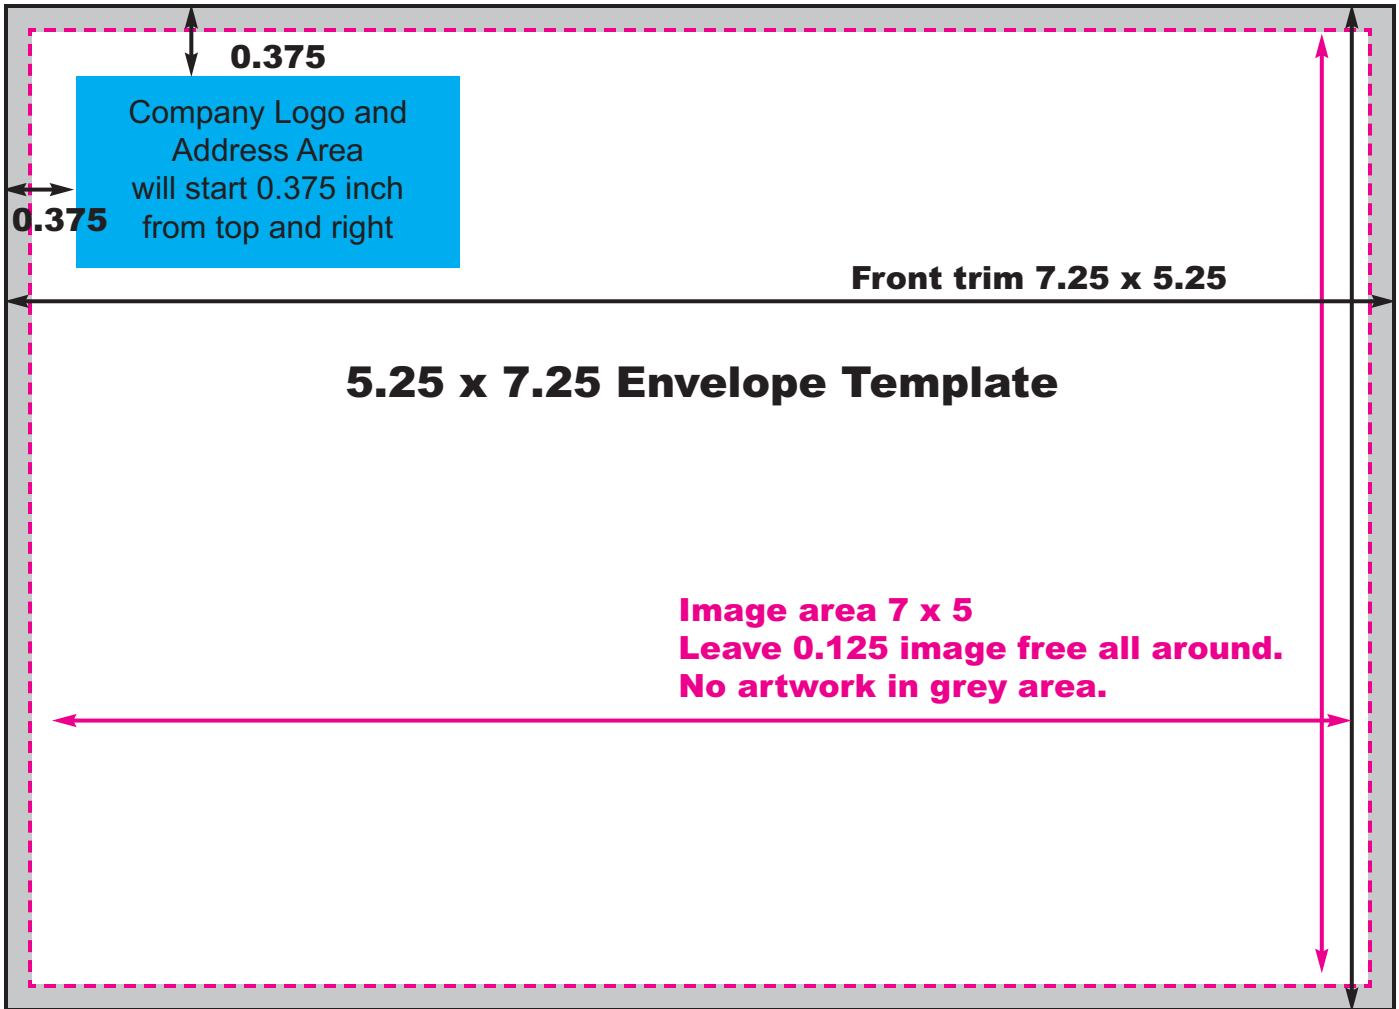 0.375
Company Logo and
Address Area
will start 0.375 inch
from top and right
0.375
Front trim 7.25 x 5.25
5.25 x 7.25 Envelope Template
Image area 7 x 5
Leave 0.125 image free all around.
No artwork in grey area.